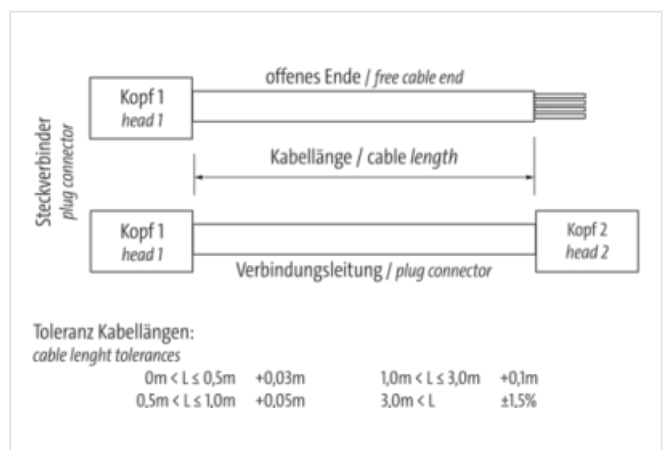 offenes Ende / free cable end
Kopf 1
head 1
Steckverbinder
plug connector
Kabellänge / cable length
Kopf 1
head 1
Kopf 2
head 2
Verbindungsleitung / plug connector
Toleranz Kabellängen:
cable lenght tolerances
0m < L ≤ 0,5m +0,03m 1,0m < L ≤ 3,0m +0,1m
0,5m < L ≤ 1,0m +0,05m 3,0m < L ±1,5%